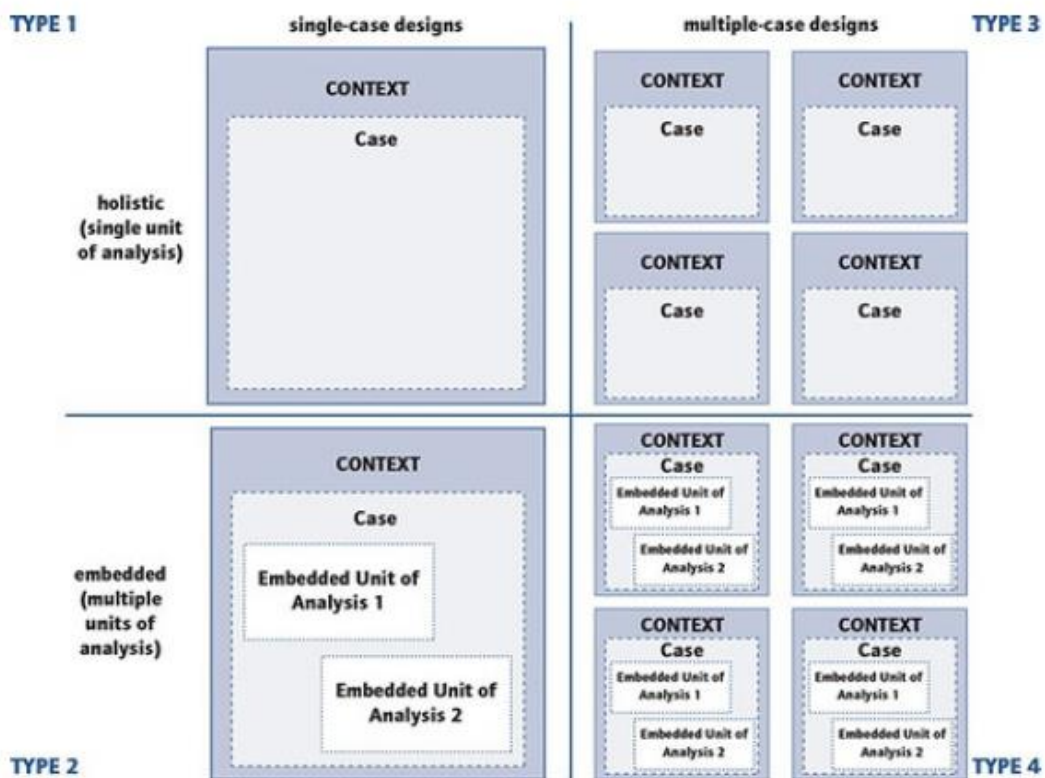 TYPE 1
single-case designs
multiple-case designs
TYPE 3
CONTEXT
Case
holistic
(single unit
of analysis)
CONTEXT
Case
CONTEXT
Case
CONTEXT
Case
CONTEXT
Case
embedded
(multiple
units of
analysis)
CONTEXT
Case
Embedded Unit of
Analysis 1
Embedded Unit of
Analysis 2
CONTEXT
Case
Embedded Unit of
Analysis 1
Embedded Unit of
Analysis 2
CONTEXT
Case
Embedded Unit of
Analysis 1
Embedded Unit of
Analysis 2
CONTEXT
Case
Embedded Unit of
Analysis 1
Embedded Unit of
Analysis 2
CONTEXT
Case
Embedded Unit of
Analysis 1
Embedded Unit of
Analysis 2
TYPE 2
TYPE 4